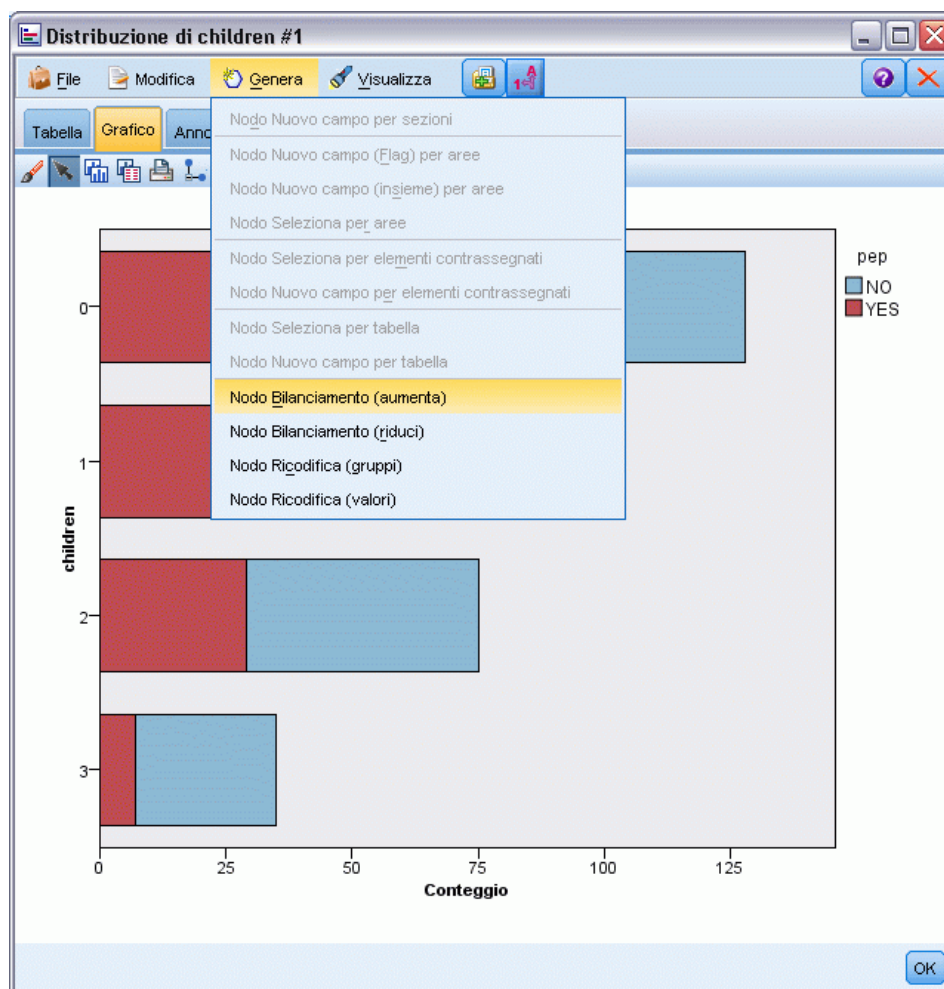 Distribuzione di children #1
File Modifica Genera Visualizza
Tabella Grafico Anno
Nodo Nuovo campo per sezioni
Nodo Nuovo campo (Flag) per aree
Nodo Nuovo campo (insieme) per aree
Nodo Seleziona per aree
Nodo Seleziona per elementi contrassegnati
Nodo Nuovo campo per elementi contrassegnati
Nodo Seleziona per tabella
Nodo Nuovo campo per tabella
Nodo Bilanciamento (aumenta)
Nodo Bilanciamento (riduci)
Nodo Ricodifica (gruppi)
Nodo Ricodifica (valori)
pep
NO
YES
children
0
1
2
3
0 25 50 75 100 125
Conteggio
OK